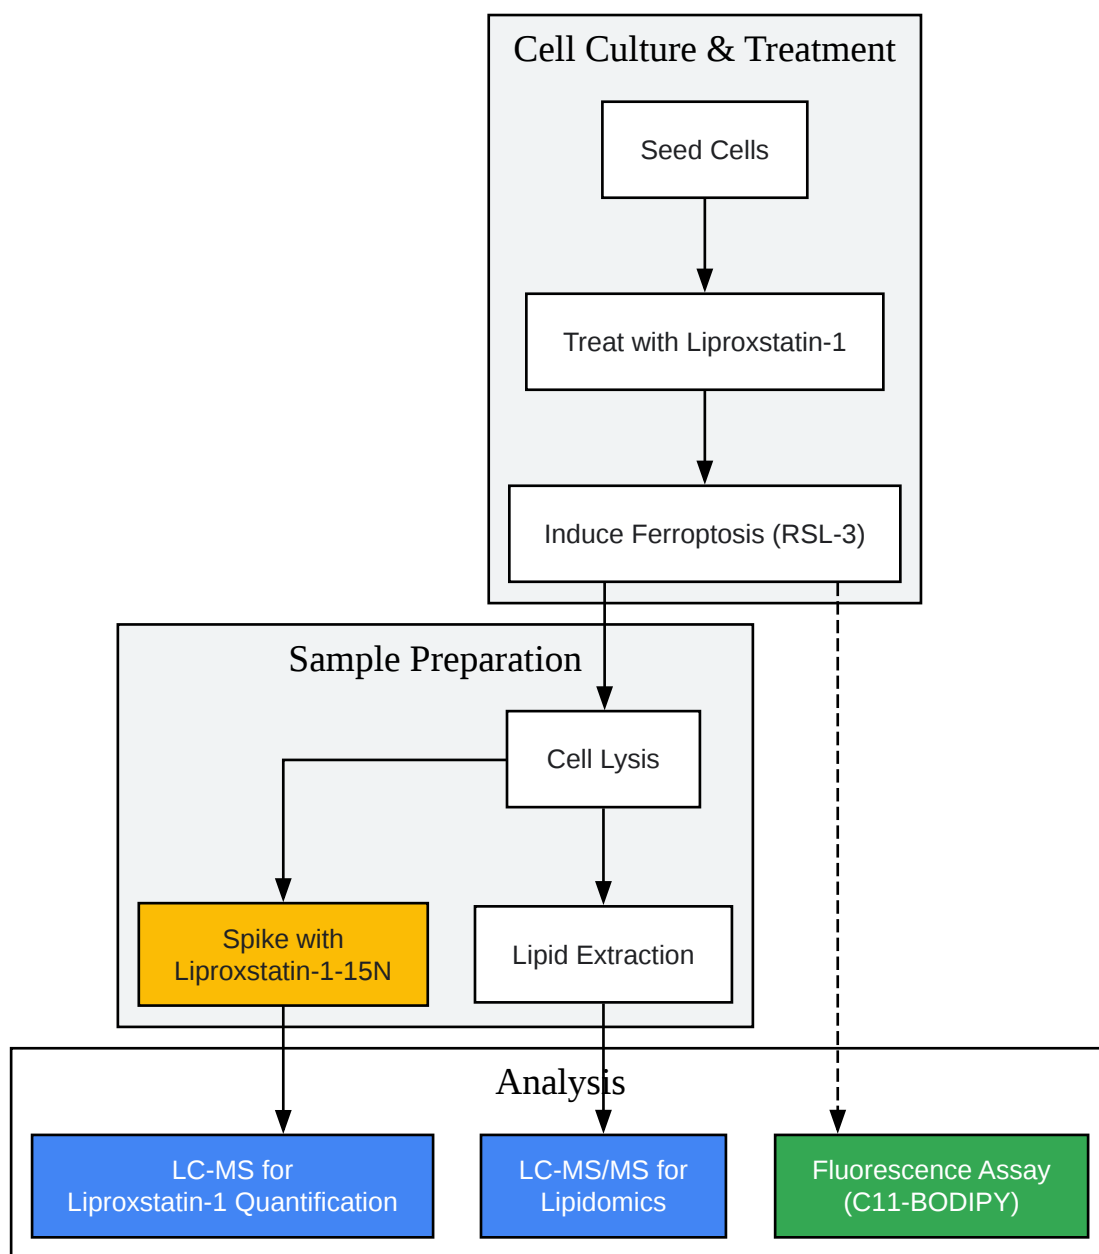 Cell Culture & Treatment
Seed Cells
Treat with Liproxstatin-1
Induce Ferroptosis (RSL-3)
Sample Preparation
Cell Lysis
Spike with
Liproxstatin-1-15N
Lipid Extraction
Analysis
LC-MS for
Liproxstatin-1 Quantification
LC-MS/MS for
Lipidomics
Fluorescence Assay
(C11-BODIPY)